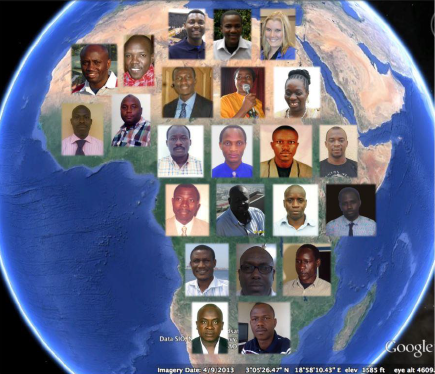 Data SIO
Google
Imagery Date: 4/9/2013 3°05'26.47" N 18°58'10.43" E elev 1585 ft eye alt 4609